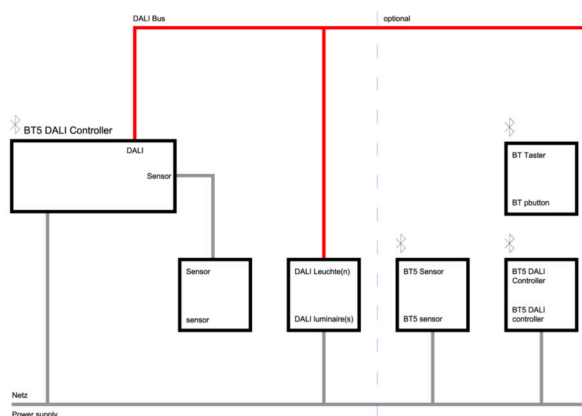 DALI Bus
optional
BT5 DALI Controller
DALI
Sensor
BT Taster
BT pbutton
Sensor
sensor
DALI Leuchte(n)
DALI luminaire(s)
BT5 Sensor
BT5 sensor
BT5 DALI
Controller
BT5 DALI
controller
Netz
Power supply